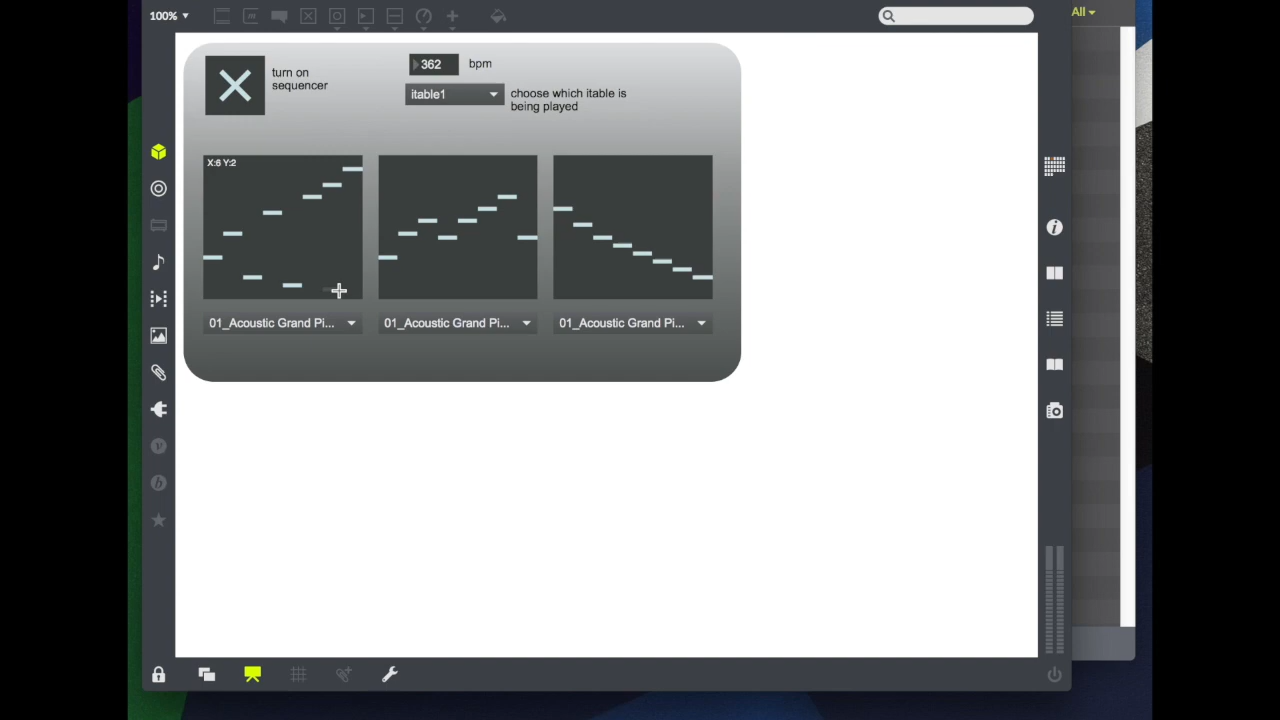 100%
All
turn on
sequencer
362
bpm
itable1
choose which itable is
being played
X:6 Y:2
01_Acoustic Grand Pi...
01_Acoustic Grand Pi...
01_Acoustic Grand Pi...